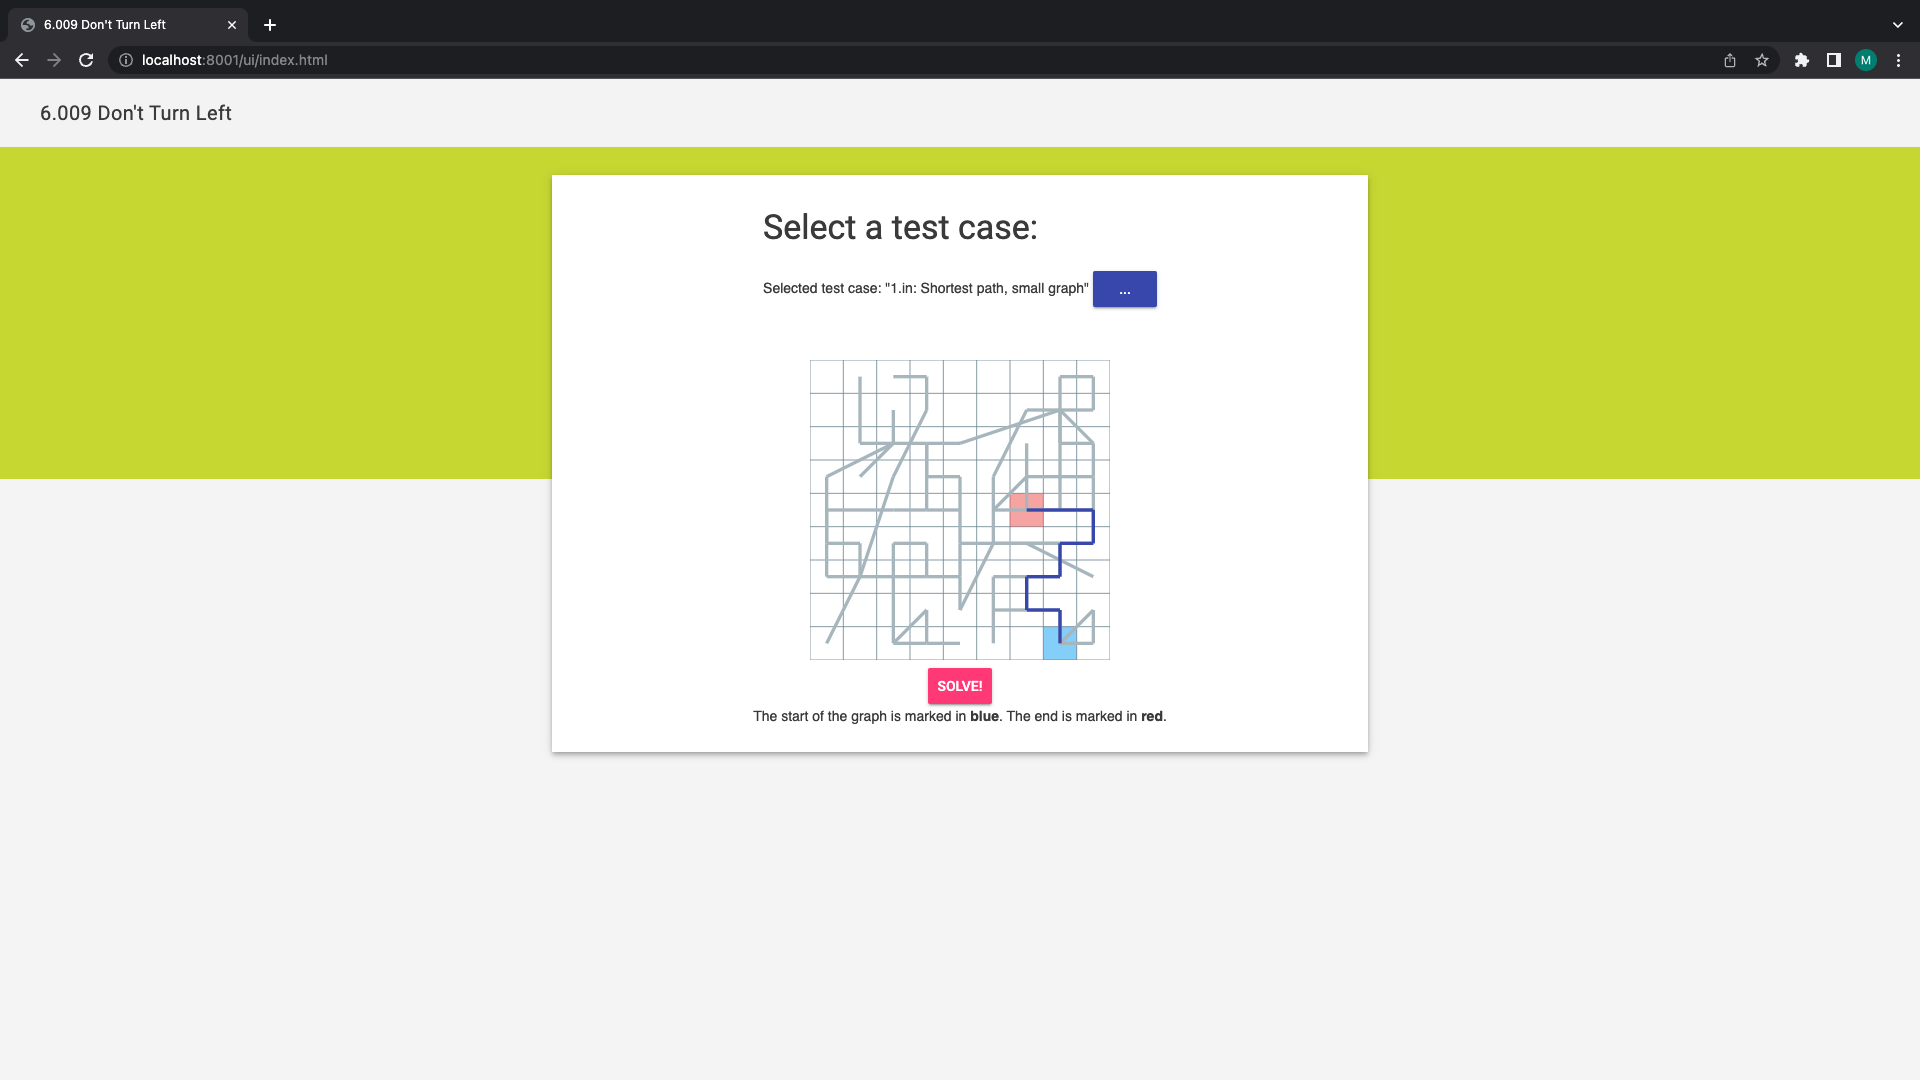 6.009 Don't Turn Left
localhost:8001/ui/index.html
M
6.009 Don't Turn Left
Select a test case:
Selected test case: "1.in: Shortest path, small graph" ...
SOLVE!
The start of the graph is marked in blue. The end is marked in red.